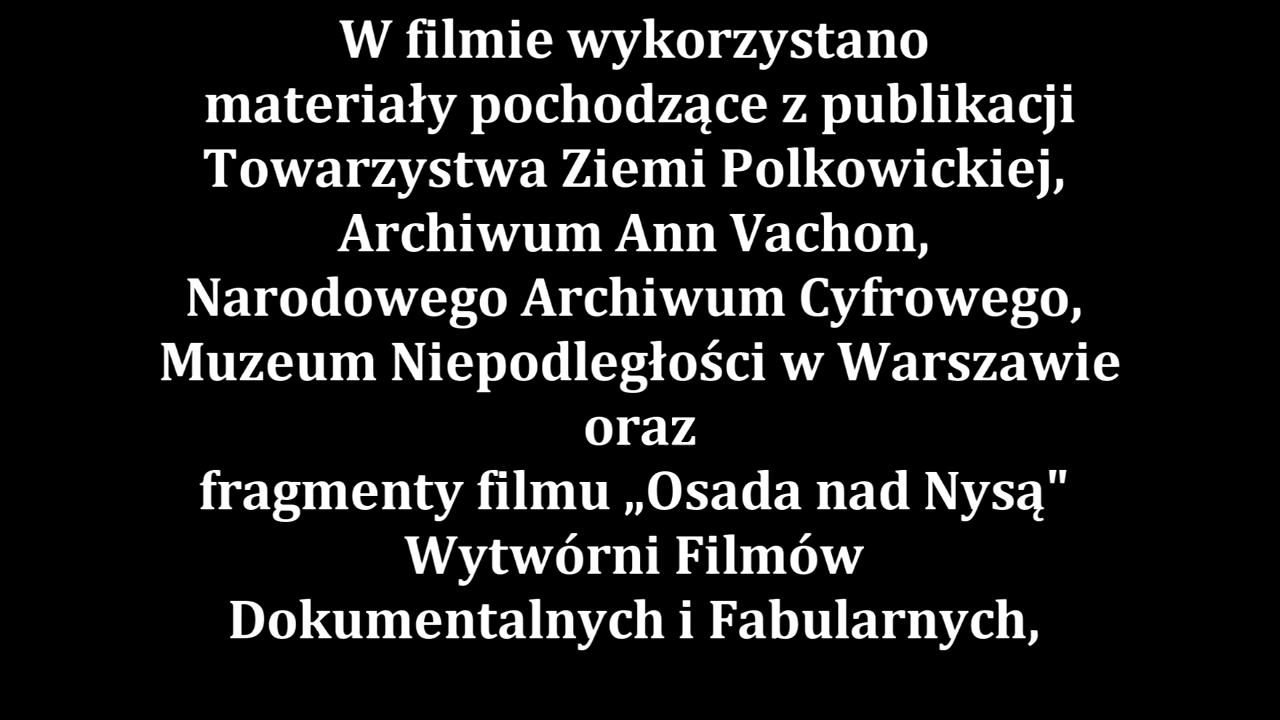 W filmie wykorzystano
materiały pochodzące z publikacji
Towarzystwa Ziemi Polkowickiej,
Archiwum Ann Vachon,
Narodowego Archiwum Cyfrowego,
Muzeum Niepodległości w Warszawie
oraz
fragmenty filmu „Osada nad Nysą"
Wytwórni Filmów
Dokumentalnych i Fabularnych,